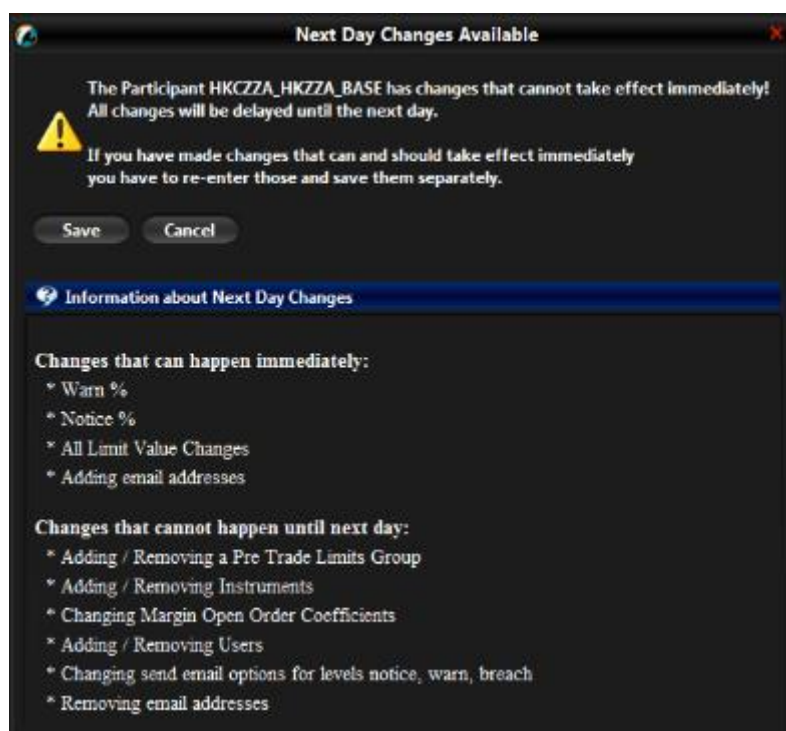 Next Day Changes Available
The Participant HKCZZA_HKZZA_BASE has changes that cannot take effect immediately!
All changes will be delayed until the next day.
If you have made changes that can and should take effect immediately
you have to re-enter those and save them separately.
Save Cancel
Information about Next Day Changes
Changes that can happen immediately:
* Warn %
* Notice %
* All Limit Value Changes
* Adding email addresses
Changes that cannot happen until next day:
* Adding / Removing a Pre Trade Limits Group
* Adding / Removing Instruments
* Changing Margin Open Order Coefficients
* Adding / Removing Users
* Changing send email options for levels notice, warn, breach
* Removing email addresses